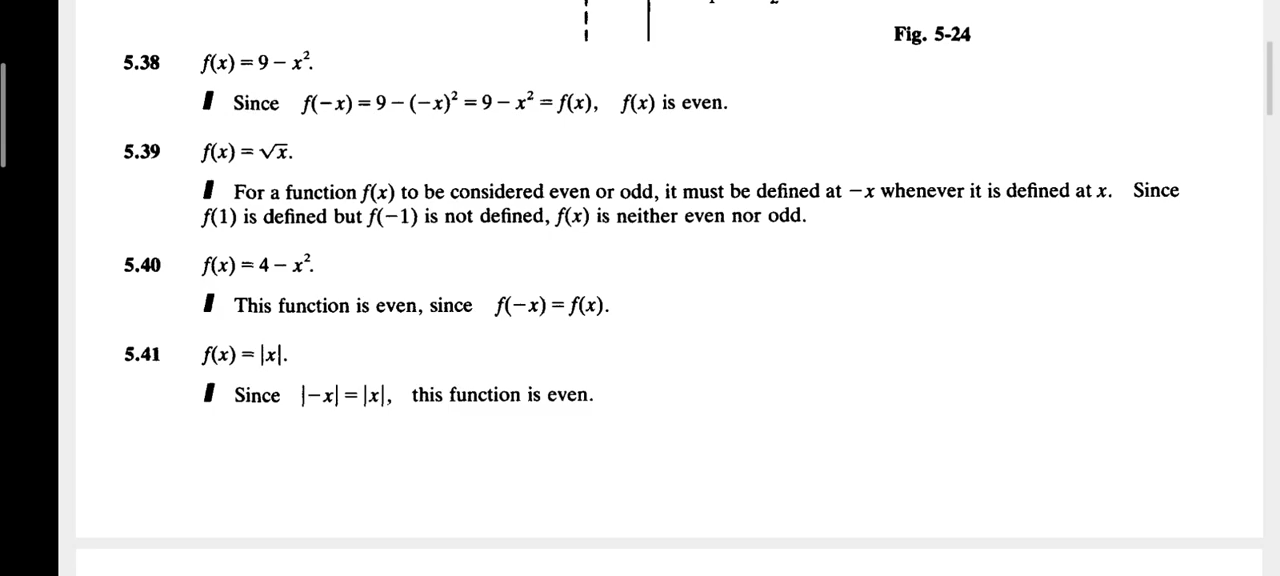 Fig. 5-24
5.38 f(x) = 9 − x².
Since f(−x) = 9 − (−x)² = 9 − x² = f(x), f(x) is even.
5.39 f(x) = √x.
For a function f(x) to be considered even or odd, it must be defined at −x whenever it is defined at x. Since
f(1) is defined but f(−1) is not defined, f(x) is neither even nor odd.
5.40 f(x) = 4 − x².
This function is even, since f(−x) = f(x).
5.41 f(x) = |x|.
Since |−x| = |x|, this function is even.